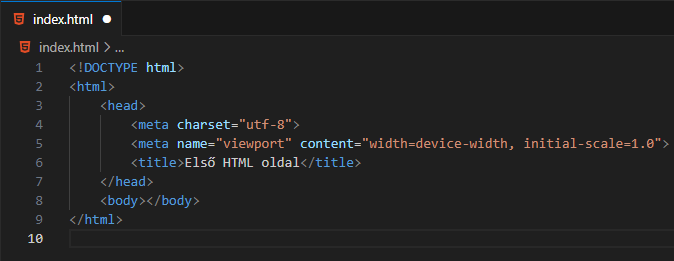 index.html
index.html > ...
1 <!DOCTYPE html>
2 <html>
3     <head>
4         <meta charset="utf-8">
5         <meta name="viewport" content="width=device-width, initial-scale=1.0">
6         <title>Első HTML oldal</title>
7     </head>
8     <body></body>
9 </html>
10